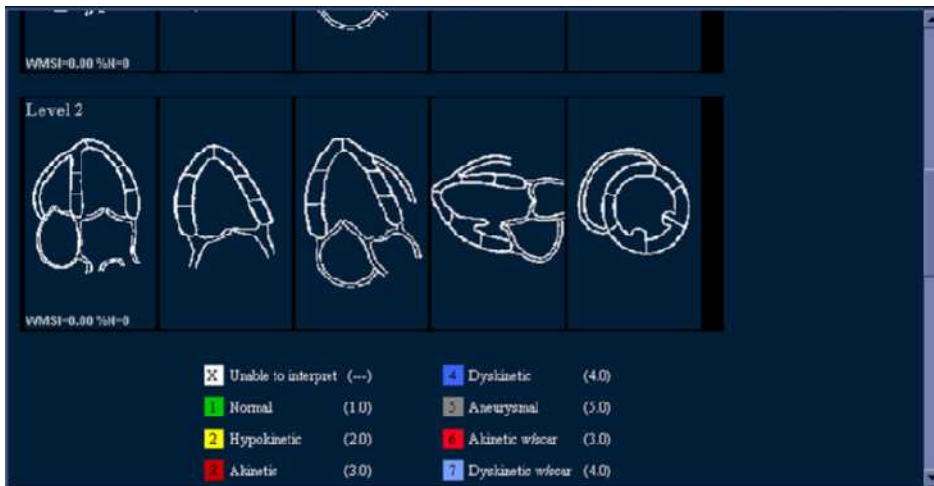 WMSI=0.00 %N=0
Level 2
WMSI=0.00 %N=0
X Unable to interpret (---)
1 Normal (1.0)
2 Hypokinetic (2.0)
3 Akinetic (3.0)
4 Dyskinetic (4.0)
5 Aneurysmal (5.0)
6 Akinetic w/scar (3.0)
7 Dyskinetic w/scar (4.0)